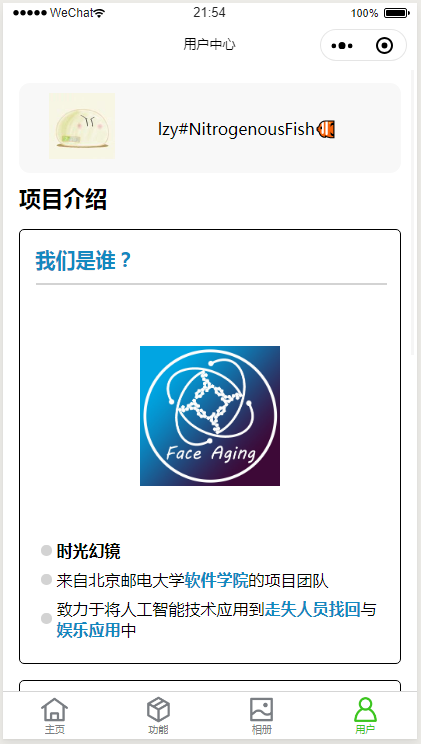 WeChat
21:54
100%
用户中心
lzy#NitrogenousFish🐠
项目介绍
我们是谁？
Face Aging
时光幻镜
来自北京邮电大学软件学院的项目团队
致力于将人工智能技术应用到走失人员找回与
娱乐应用中
主页
功能
相册
用户